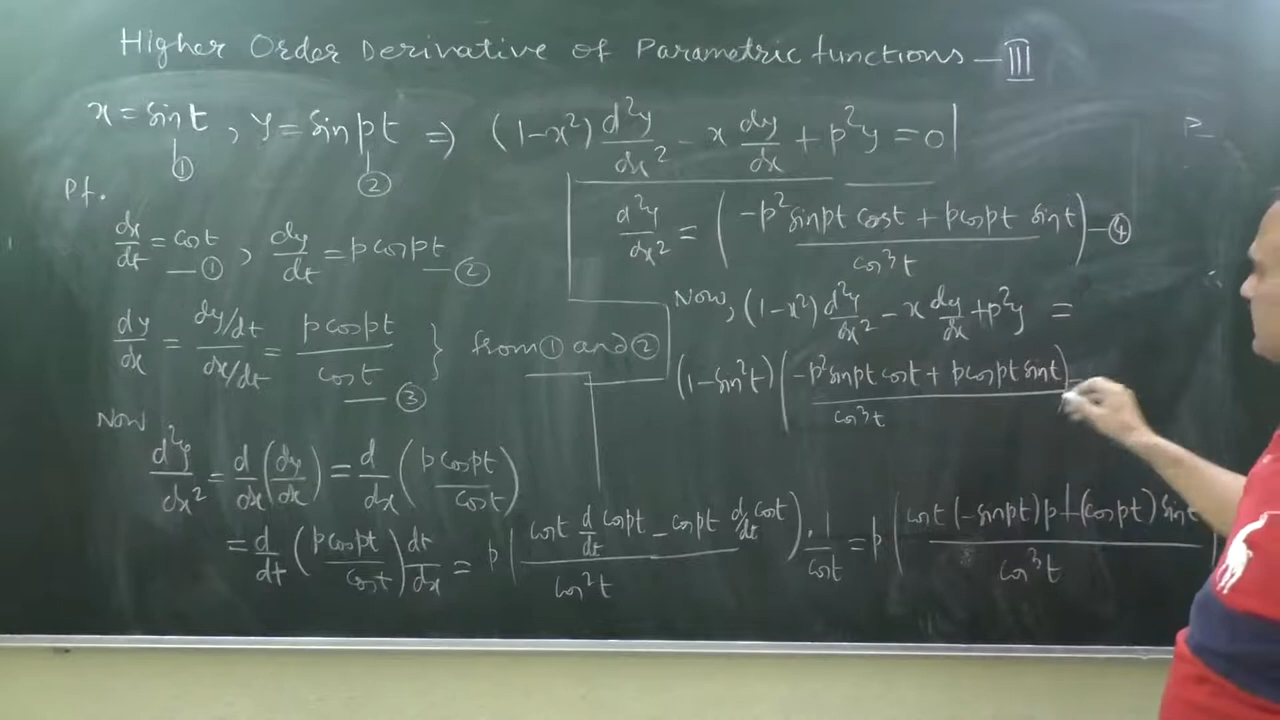 Higher Order Derivative of Parametric functions – III
x = sin t, y = sin pt ⇒ (1-x²) d²y/dx² - x dy/dx + p²y = 0
① ②
Pf.
dx/dt = cos t — ①, dy/dt = p cos pt — ②
dy/dx = (dy/dt)/(dx/dt) = (p cos pt)/(cos t) } from ① and ②
— ③
Now
d²y/dx² = d/dx (dy/dx) = d/dx ((p cos pt)/(cos t))
= d/dt ((p cos pt)/(cos t)) dt/dx = p ((cos t d/dt cos pt - cos pt d/dt cos t)/(cos² t)) · 1/(cos t) = p ((cos t (-sin pt) p + (cos pt) sin t)/(cos³ t))
d²y/dx² = ((-p² sin pt cos t + p cos pt sin t)/(cos³ t)) — ④
Now, (1-x²) d²y/dx² - x dy/dx + p²y =
(1-sin² t) ((-p² sin pt cos t + p cos pt sin t)/(cos³ t))